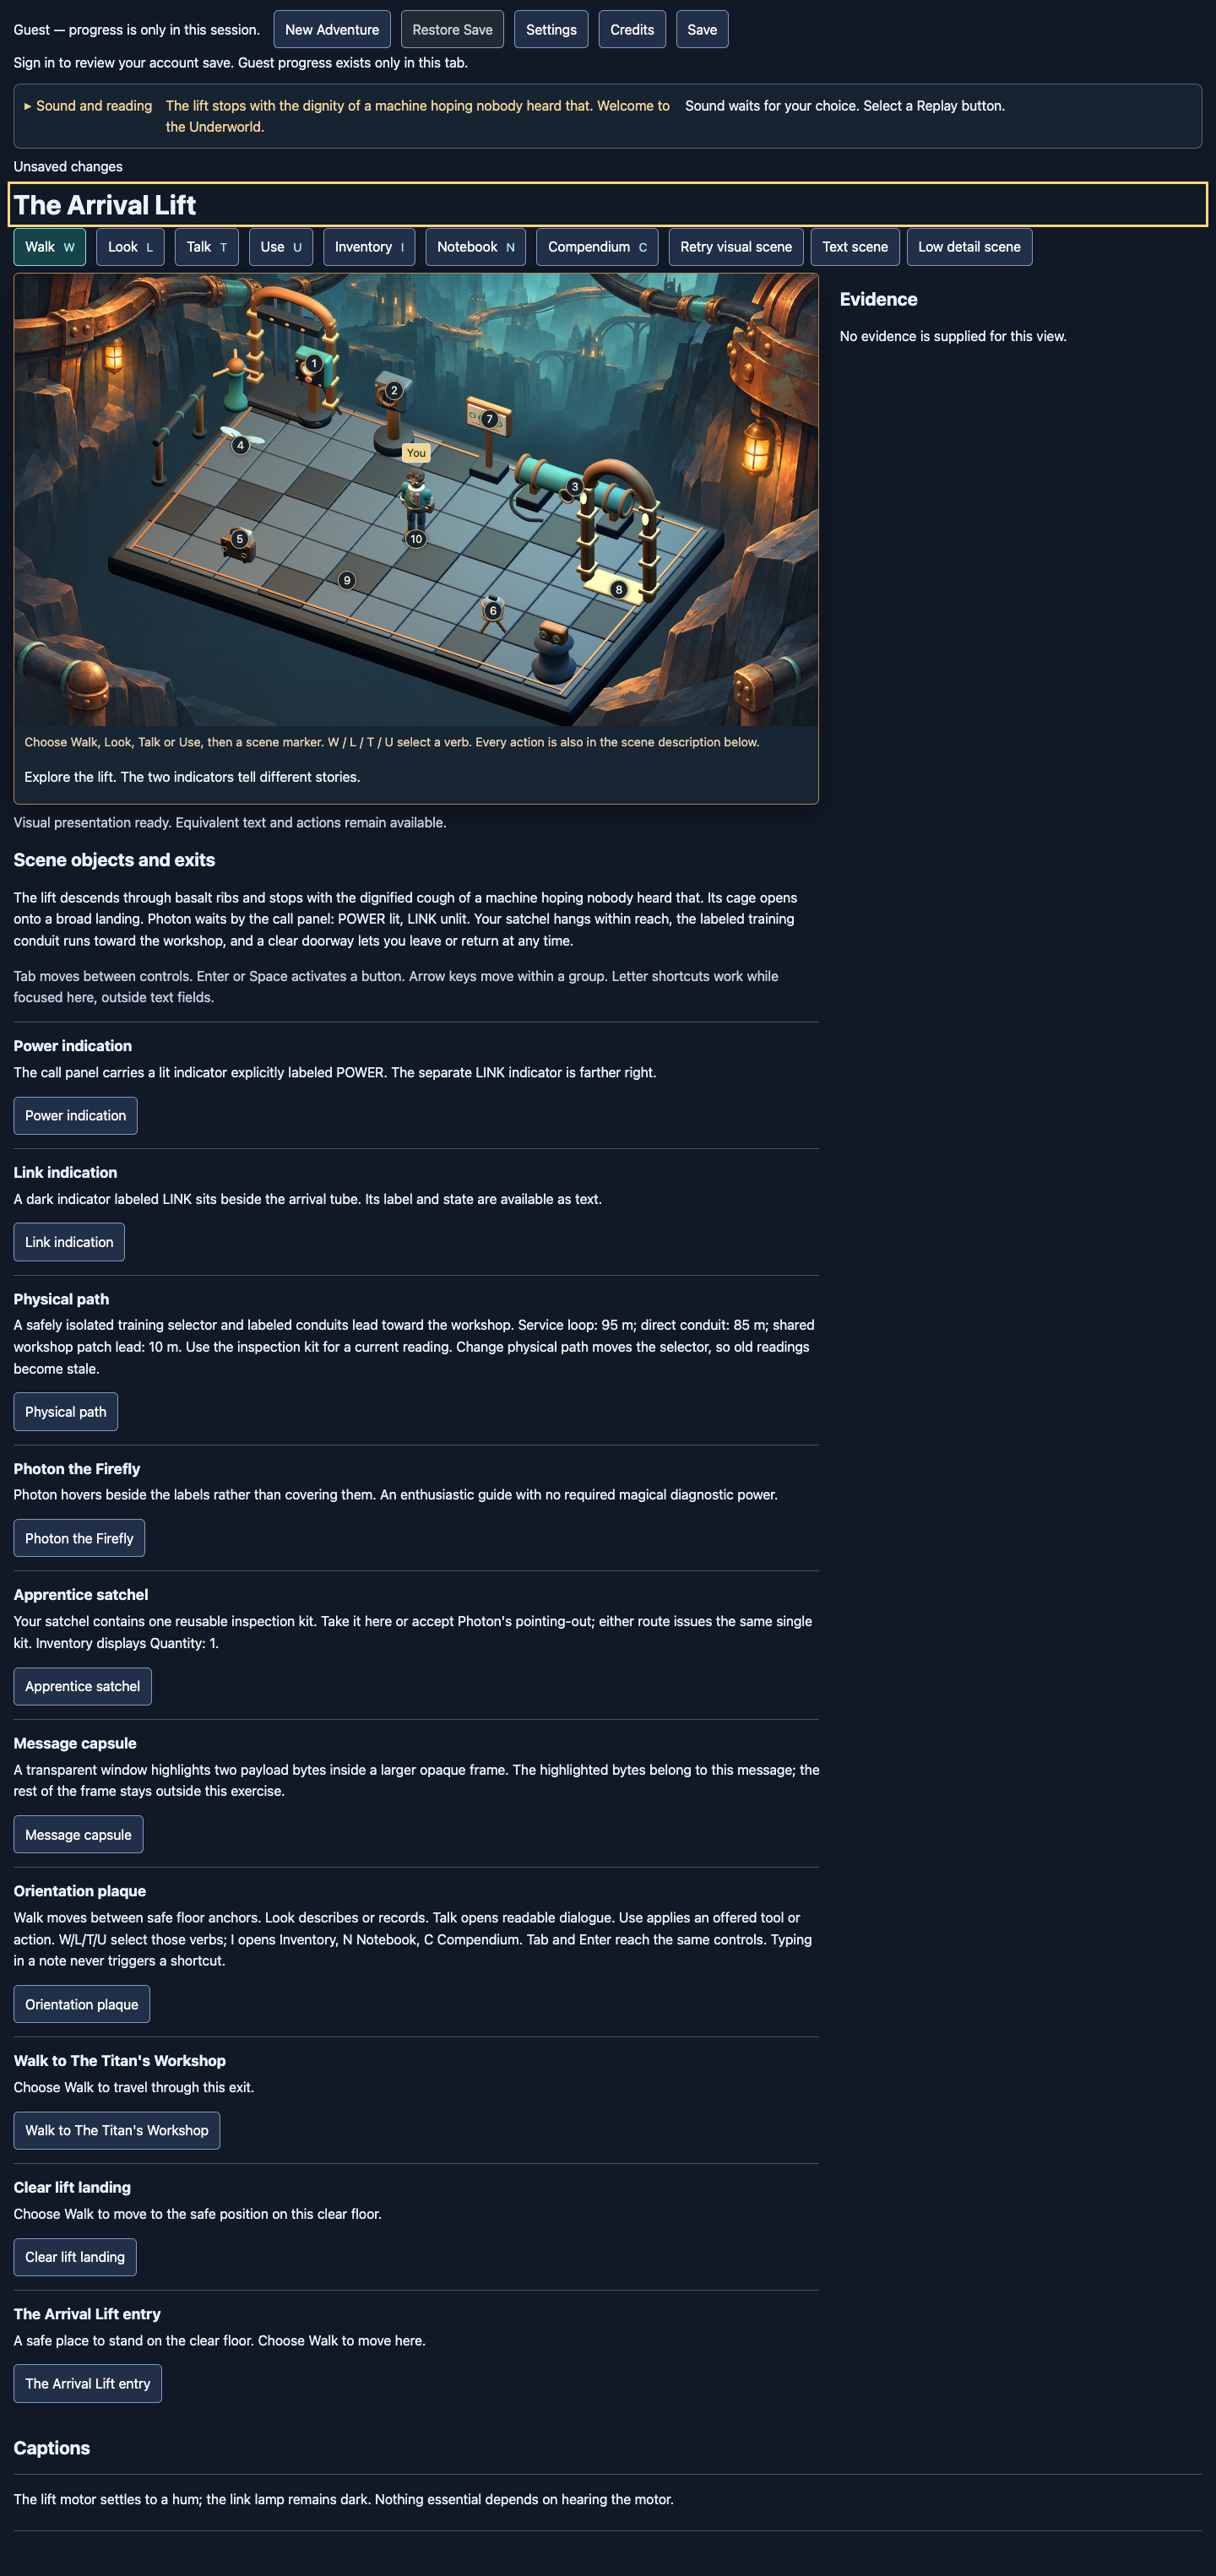 Guest — progress is only in this session. New Adventure Restore Save Settings Credits Save
Sign in to review your account save. Guest progress exists only in this tab.
▸ Sound and reading The lift stops with the dignity of a machine hoping nobody heard that. Welcome to Sound waits for your choice. Select a Replay button.
the Underworld.
Unsaved changes
The Arrival Lift
Walk W Look L Talk T Use U Inventory I Notebook N Compendium C Retry visual scene Text scene Low detail scene
1
2
7
4
You
3
5
10
9
8
6
Choose Walk, Look, Talk or Use, then a scene marker. W / L / T / U select a verb. Every action is also in the scene description below.
Explore the lift. The two indicators tell different stories.
Evidence
No evidence is supplied for this view.
Visual presentation ready. Equivalent text and actions remain available.
Scene objects and exits
The lift descends through basalt ribs and stops with the dignified cough of a machine hoping nobody heard that. Its cage opens
onto a broad landing. Photon waits by the call panel: POWER lit, LINK unlit. Your satchel hangs within reach, the labeled training
conduit runs toward the workshop, and a clear doorway lets you leave or return at any time.
Tab moves between controls. Enter or Space activates a button. Arrow keys move within a group. Letter shortcuts work while
focused here, outside text fields.
Power indication
The call panel carries a lit indicator explicitly labeled POWER. The separate LINK indicator is farther right.
Power indication
Link indication
A dark indicator labeled LINK sits beside the arrival tube. Its label and state are available as text.
Link indication
Physical path
A safely isolated training selector and labeled conduits lead toward the workshop. Service loop: 95 m; direct conduit: 85 m; shared
workshop patch lead: 10 m. Use the inspection kit for a current reading. Change physical path moves the selector, so old readings
become stale.
Physical path
Photon the Firefly
Photon hovers beside the labels rather than covering them. An enthusiastic guide with no required magical diagnostic power.
Photon the Firefly
Apprentice satchel
Your satchel contains one reusable inspection kit. Take it here or accept Photon's pointing-out; either route issues the same single
kit. Inventory displays Quantity: 1.
Apprentice satchel
Message capsule
A transparent window highlights two payload bytes inside a larger opaque frame. The highlighted bytes belong to this message; the
rest of the frame stays outside this exercise.
Message capsule
Orientation plaque
Walk moves between safe floor anchors. Look describes or records. Talk opens readable dialogue. Use applies an offered tool or
action. W/L/T/U select those verbs; I opens Inventory, N Notebook, C Compendium. Tab and Enter reach the same controls. Typing
in a note never triggers a shortcut.
Orientation plaque
Walk to The Titan's Workshop
Choose Walk to travel through this exit.
Walk to The Titan's Workshop
Clear lift landing
Choose Walk to move to the safe position on this clear floor.
Clear lift landing
The Arrival Lift entry
A safe place to stand on the clear floor. Choose Walk to move here.
The Arrival Lift entry
Captions
The lift motor settles to a hum; the link lamp remains dark. Nothing essential depends on hearing the motor.